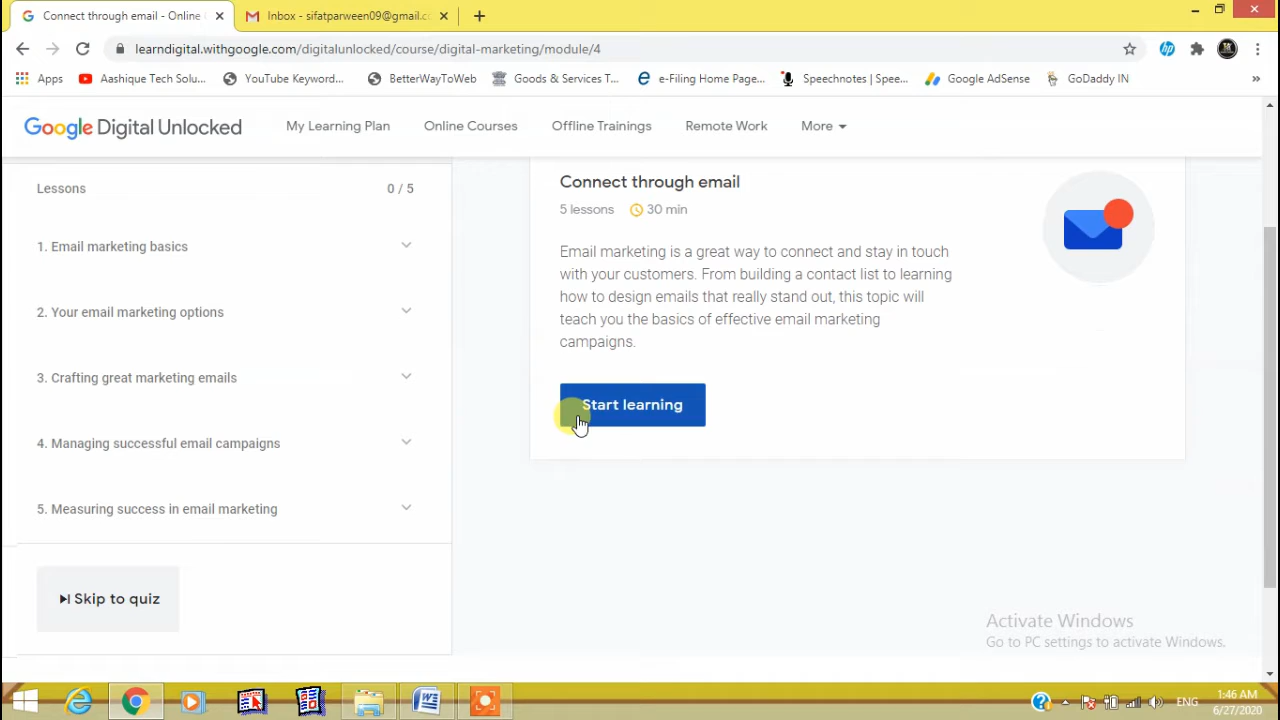 Connect through email - Online
Inbox - sifatparween09@gmail.c
learndigital.withgoogle.com/digitalunlocked/course/digital-marketing/module/4
Apps
Aashique Tech Solu...
YouTube Keyword...
BetterWayToWeb
Goods & Services T...
e-Filing Home Page...
Speechnotes | Spee...
Google AdSense
GoDaddy IN
»
Google Digital Unlocked
My Learning Plan
Online Courses
Offline Trainings
Remote Work
More
Lessons
0 / 5
1. Email marketing basics
2. Your email marketing options
3. Crafting great marketing emails
4. Managing successful email campaigns
5. Measuring success in email marketing
Skip to quiz
Connect through email
5 lessons
30 min
Email marketing is a great way to connect and stay in touch
with your customers. From building a contact list to learning
how to design emails that really stand out, this topic will
teach you the basics of effective email marketing
campaigns.
Start learning
Activate Windows
Go to PC settings to activate Windows.
ENG
1:46 AM
6/27/2020